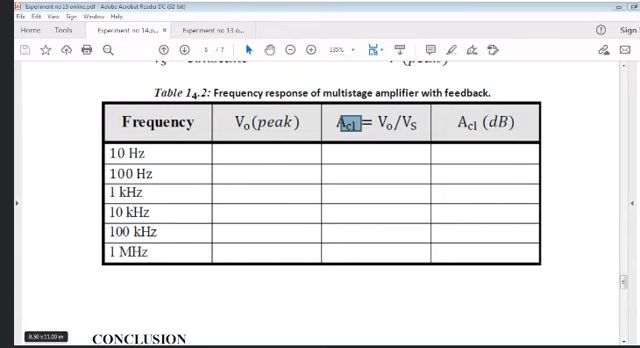 Experiment no 13 online.pdf - Adobe Acrobat Reader DC (32-bit)
File Edit View Sign Window Help
Home Tools Experiment no 14.p... × Experiment no 13 o... Sign
6 / 7 135%
Table 14.2: Frequency response of multistage amplifier with feedback.
Frequency Vo(peak) Acl = Vo/VS Acl (dB)
10 Hz
100 Hz
1 kHz
10 kHz
100 kHz
1 MHz
8.50 x 11.00 in
CONCLUSION